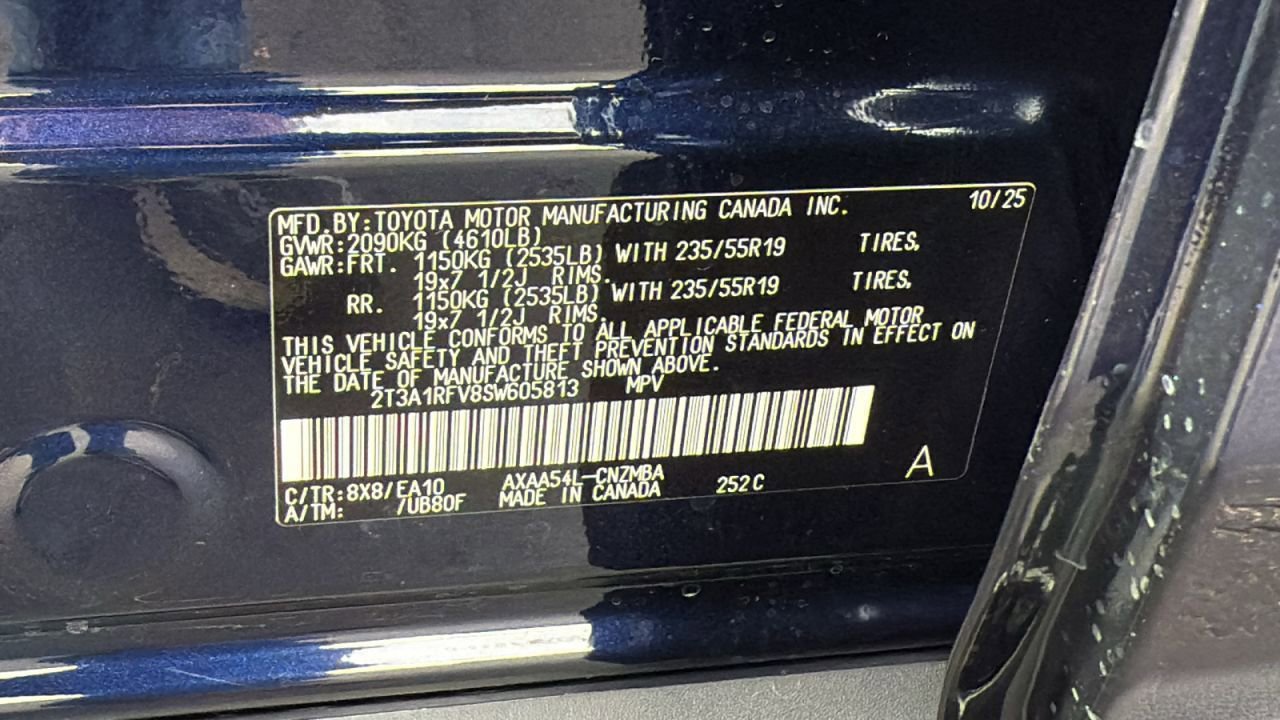 MFD.BY:TOYOTA MOTOR MANUFACTURING CANADA INC. 10/25
GVWR:2090KG (4610LB)
GAWR:FRT. 1150KG (2535LB) WITH 235/55R19 TIRES,
19x7 1/2J RIMS.
RR. 1150KG (2535LB) WITH 235/55R19 TIRES,
19x7 1/2J RIMS.
THIS VEHICLE CONFORMS TO ALL APPLICABLE FEDERAL MOTOR
VEHICLE SAFETY AND THEFT PREVENTION STANDARDS IN EFFECT ON
THE DATE OF MANUFACTURE SHOWN ABOVE.
2T3A1RFV8SW605813 MPV
C/TR:8X8/EA10 AXAA54L-CNZMBA 252C A
A/TM: /UB80F MADE IN CANADA